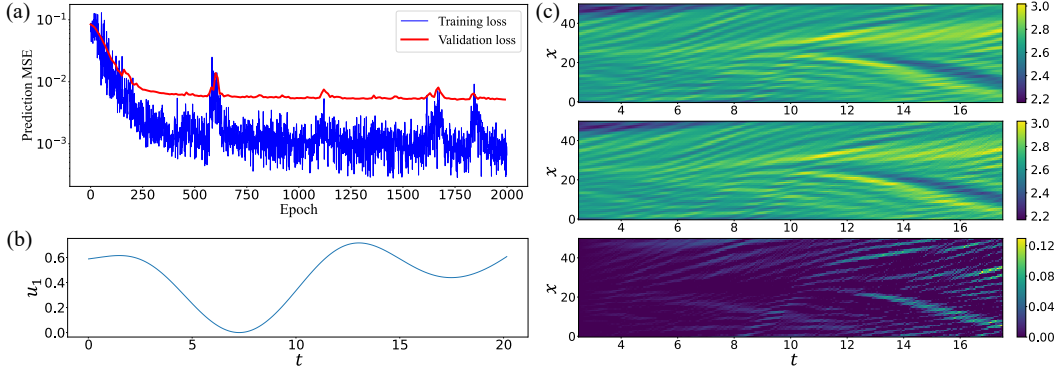 (a)
10⁻¹
10⁻²
10⁻³
Prediction MSE
Training loss
Validation loss
0 250 500 750 1000 1250 1500 1750 2000
Epoch
(b)
0.6
0.4
0.2
0.0
u₁
0 5 10 15 20
t
(c)
x
40
20
0
4 6 8 10 12 14 16
3.0
2.8
2.6
2.4
2.2
x
40
20
0
4 6 8 10 12 14 16
3.0
2.8
2.6
2.4
2.2
x
40
20
0
4 6 8 10 12 14 16
t
0.12
0.08
0.04
0.00